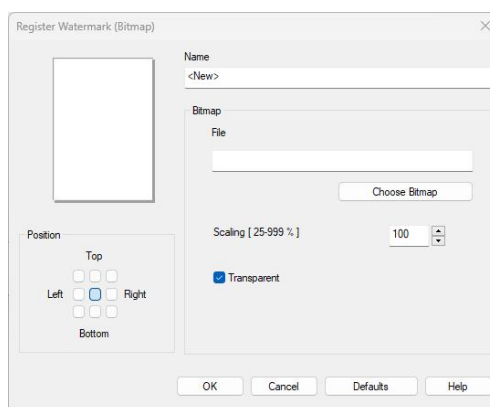 Register Watermark (Bitmap)
Name
<New>
Bitmap
File
Choose Bitmap
Scaling [ 25-999 % ]
100
Transparent
Position
Top
Left
Right
Bottom
OK
Cancel
Defaults
Help